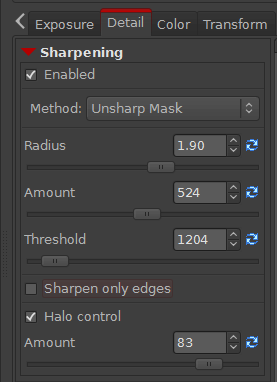 Exposure Detail Color Transform
Sharpening
Enabled
Method: Unsharp Mask
Radius 1.90
Amount 524
Threshold 1204
Sharpen only edges
Halo control
Amount 83